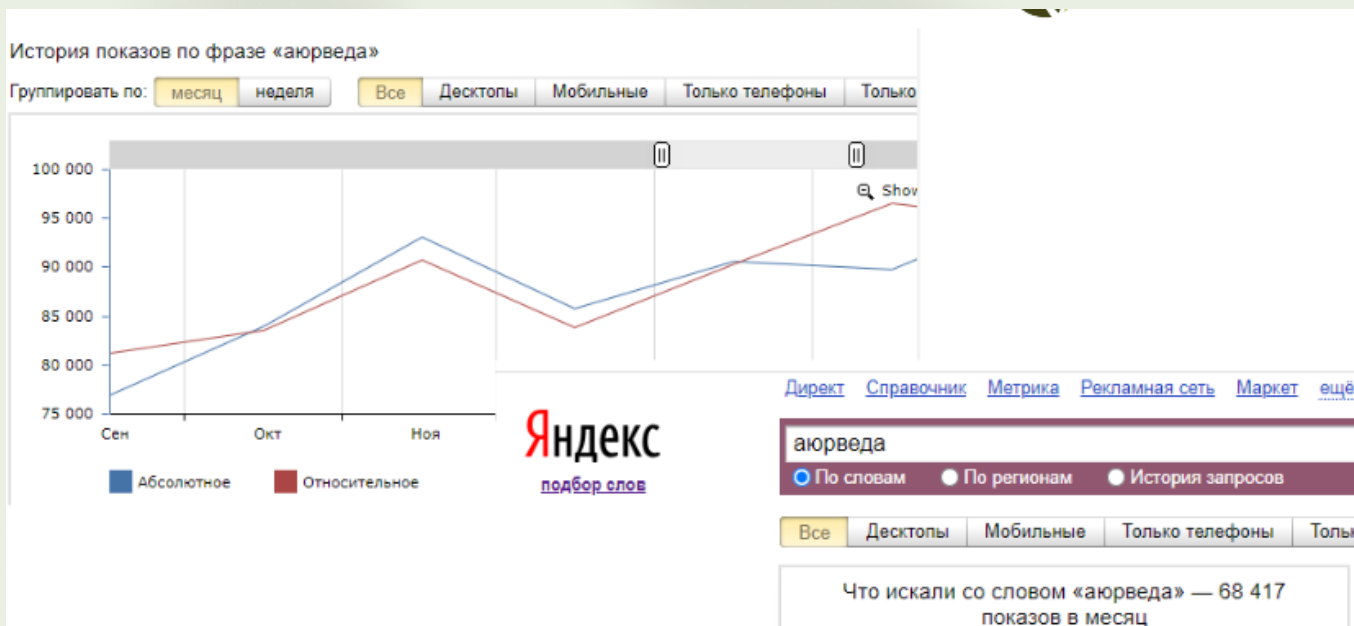 История показов по фразе «аюрведа»
Группировать по: месяц неделя Все Десктопы Мобильные Только телефоны Только
Show
100 000
95 000
90 000
85 000
80 000
75 000
Сен Окт Ноя
Абсолютное Относительное
Яндекс
подбор слов
Директ Справочник Метрика Рекламная сеть Маркет ещё
аюрведа
По словам По регионам История запросов
Все Десктопы Мобильные Только телефоны Толь
Что искали со словом «аюрведа» — 68 417
показов в месяц